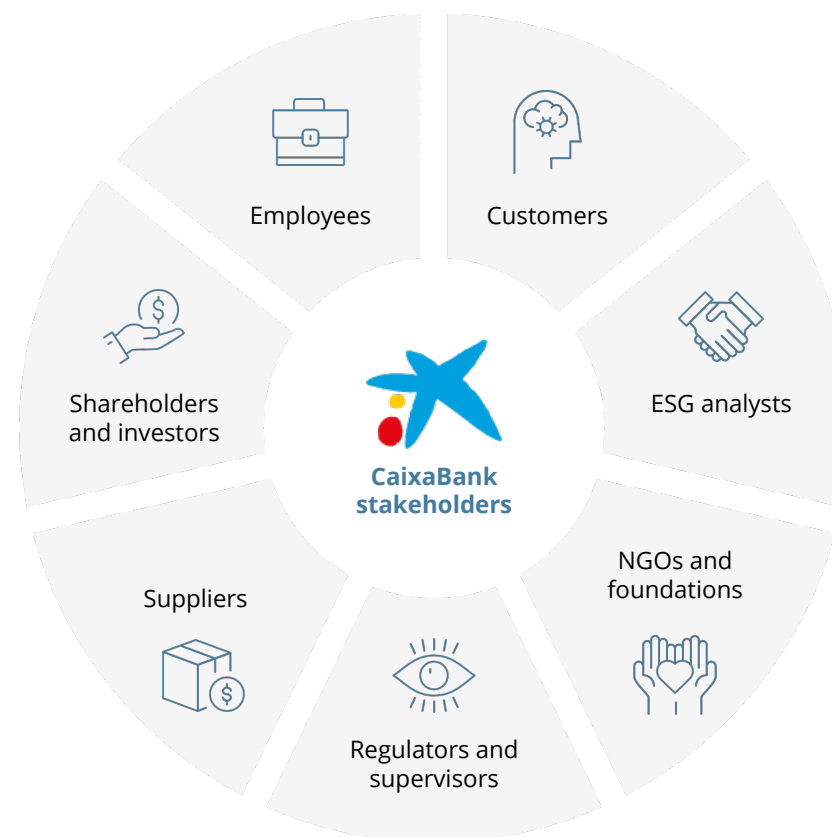 Employees
Customers
Shareholders
and investors
ESG analysts
CaixaBank
stakeholders
Suppliers
NGOs and
foundations
Regulators and
supervisors